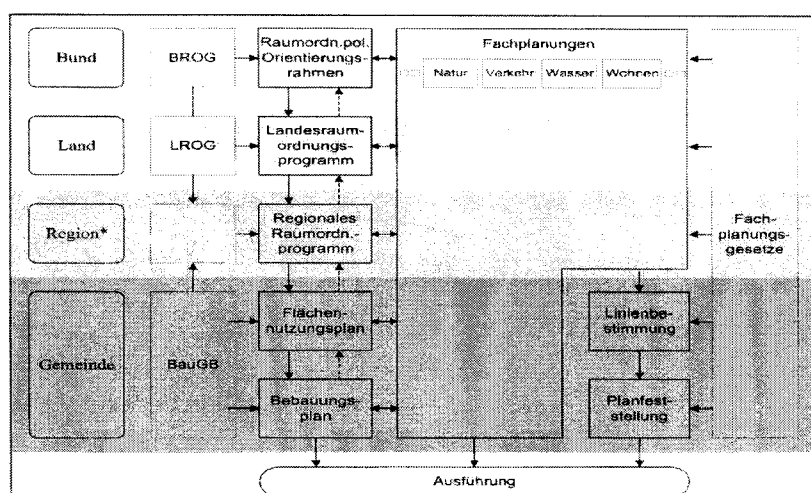 Bund
BROG
Raumordn.pol.
Orientierungs-
rahmen
Fachplanungen
Natur
Verkehr
Wasser
Wohnen
Land
LROG
Landesraum-
ordnungs-
programm
Region*
Regionales
Raumordn.-
programm
Fach-
planungs-
gesetze
Gemeinde
BauGB
Flächen-
nutzungsplan
Linienbe-
stimmung
Bebauungs-
plan
Planfest-
stellung
Ausführung